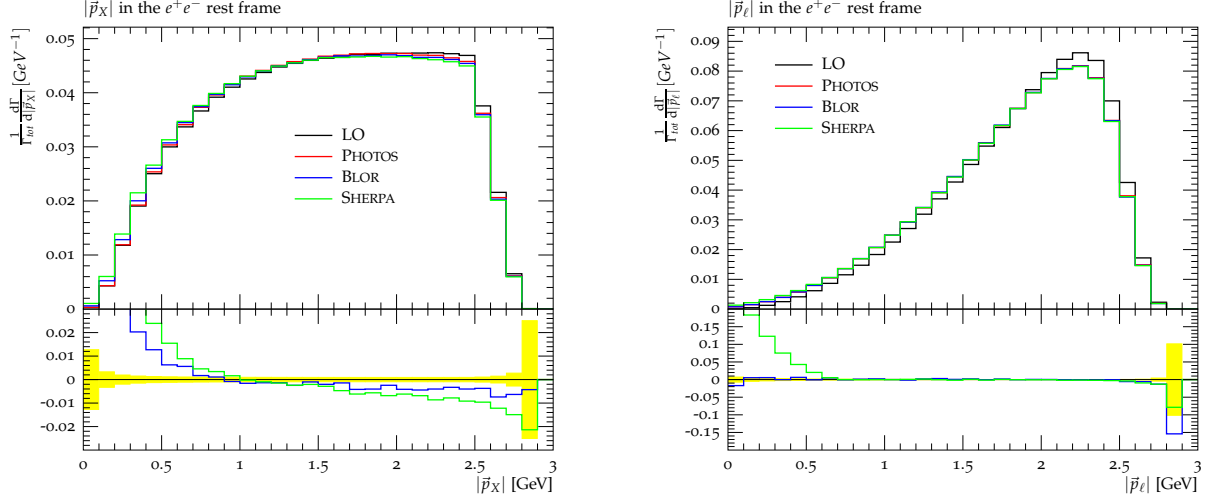 |p⃗_X| in the e⁺e⁻ rest frame
1/Γ_tot dΓ/d|p⃗_X| [GeV⁻¹]
0.05
0.04
0.03
0.02
0.01
0
LO
PHOTOS
BLOR
SHERPA
0.02
0.01
0
-0.01
-0.02
0 0.5 1 1.5 2 2.5 3
|p⃗_X| [GeV]
|p⃗_ℓ| in the e⁺e⁻ rest frame
1/Γ_tot dΓ/d|p⃗_ℓ| [GeV⁻¹]
0.09
0.08
0.07
0.06
0.05
0.04
0.03
0.02
0.01
0
LO
PHOTOS
BLOR
SHERPA
0.15
0.1
0.05
0
-0.05
-0.1
-0.15
0 0.5 1 1.5 2 2.5 3
|p⃗_ℓ| [GeV]